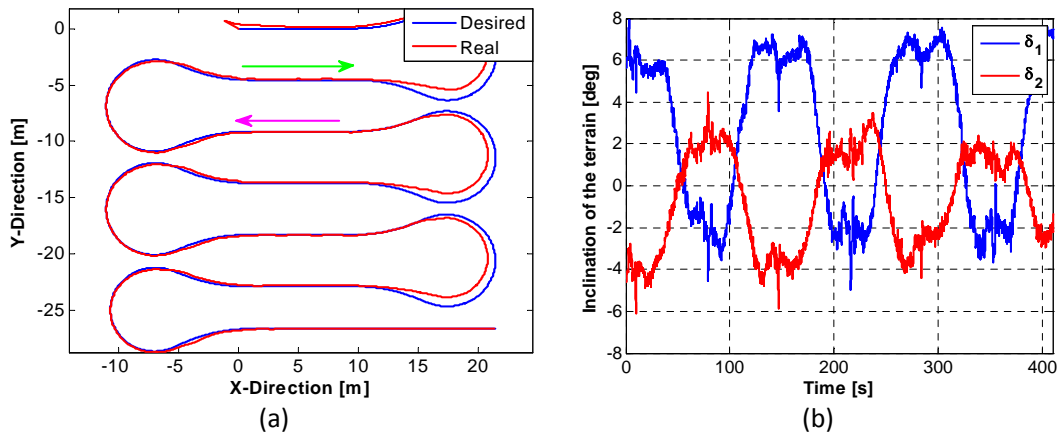 Desired
Real
0
-5
-10
-15
-20
-25
Y-Direction [m]
-10 -5 0 5 10 15 20
X-Direction [m]
(a)
δ1
δ2
8
6
4
2
0
-2
-4
-6
-8
Inclination of the terrain [deg]
0 100 200 300 400
Time [s]
(b)